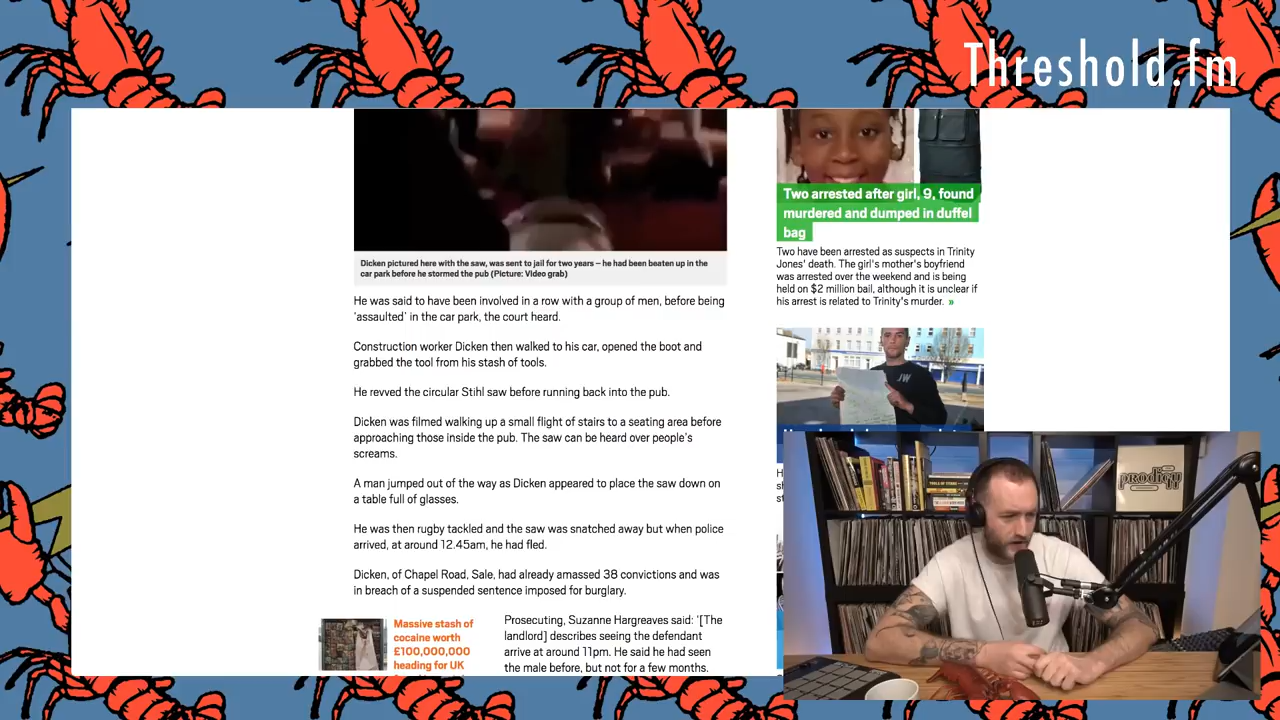 Threshold.fm
Dicken pictured here with the saw, was sent to jail for two years – he had been beaten up in the
car park before he stormed the pub (Picture: Video grab)
He was said to have been involved in a row with a group of men, before being
‘assaulted’ in the car park, the court heard.
Construction worker Dicken then walked to his car, opened the boot and
grabbed the tool from his stash of tools.
He revved the circular Stihl saw before running back into the pub.
Dicken was filmed walking up a small flight of stairs to a seating area before
approaching those inside the pub. The saw can be heard over people’s
screams.
A man jumped out of the way as Dicken appeared to place the saw down on
a table full of glasses.
He was then rugby tackled and the saw was snatched away but when police
arrived, at around 12.45am, he had fled.
Dicken, of Chapel Road, Sale, had already amassed 38 convictions and was
in breach of a suspended sentence imposed for burglary.
Massive stash of
cocaine worth
£100,000,000
heading for UK
Prosecuting, Suzanne Hargreaves said: ‘[The
landlord] describes seeing the defendant
arrive at around 11pm. He said he had seen
the male before, but not for a few months.
Two arrested after girl, 9, found
murdered and dumped in duffel
bag
Two have been arrested as suspects in Trinity
Jones' death. The girl's mother's boyfriend
was arrested over the weekend and is being
held on $2 million bail, although it is unclear if
his arrest is related to Trinity's murder. »
JW
prodigy